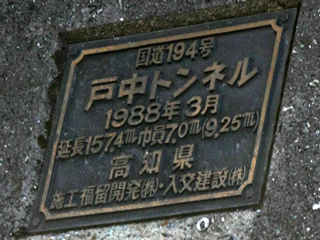 国道194号
戸中トンネル
1988年3月
延長1574m巾員7.0m(9.25m)
高知県
施工福留開発(株)・入交建設(株)